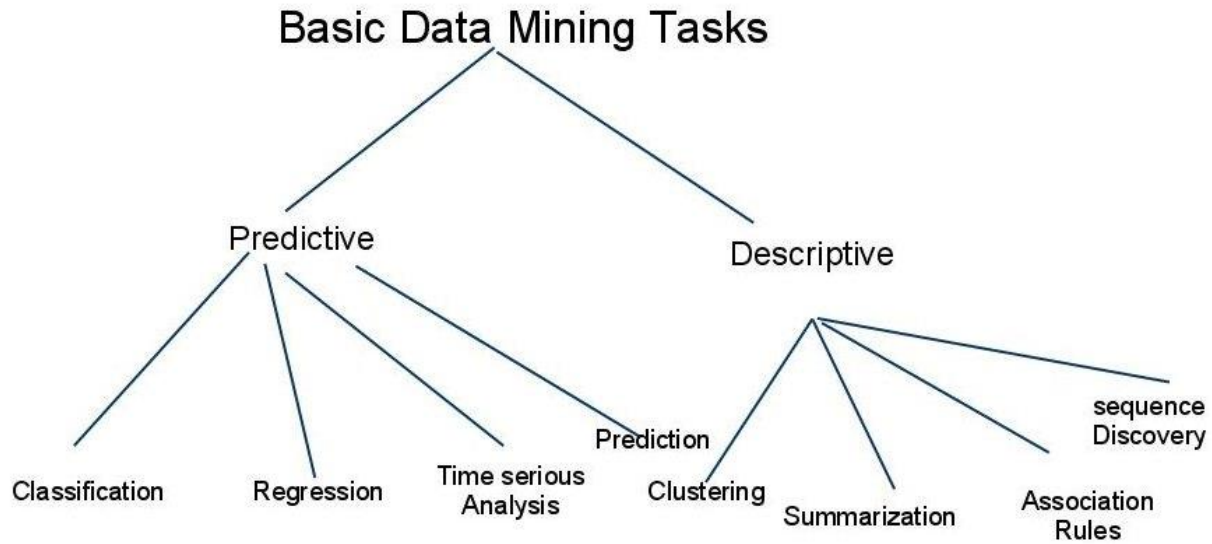 Basic Data Mining Tasks
Predictive
Descriptive
Classification
Regression
Time serious
Analysis
Prediction
Clustering
Summarization
Association
Rules
sequence
Discovery